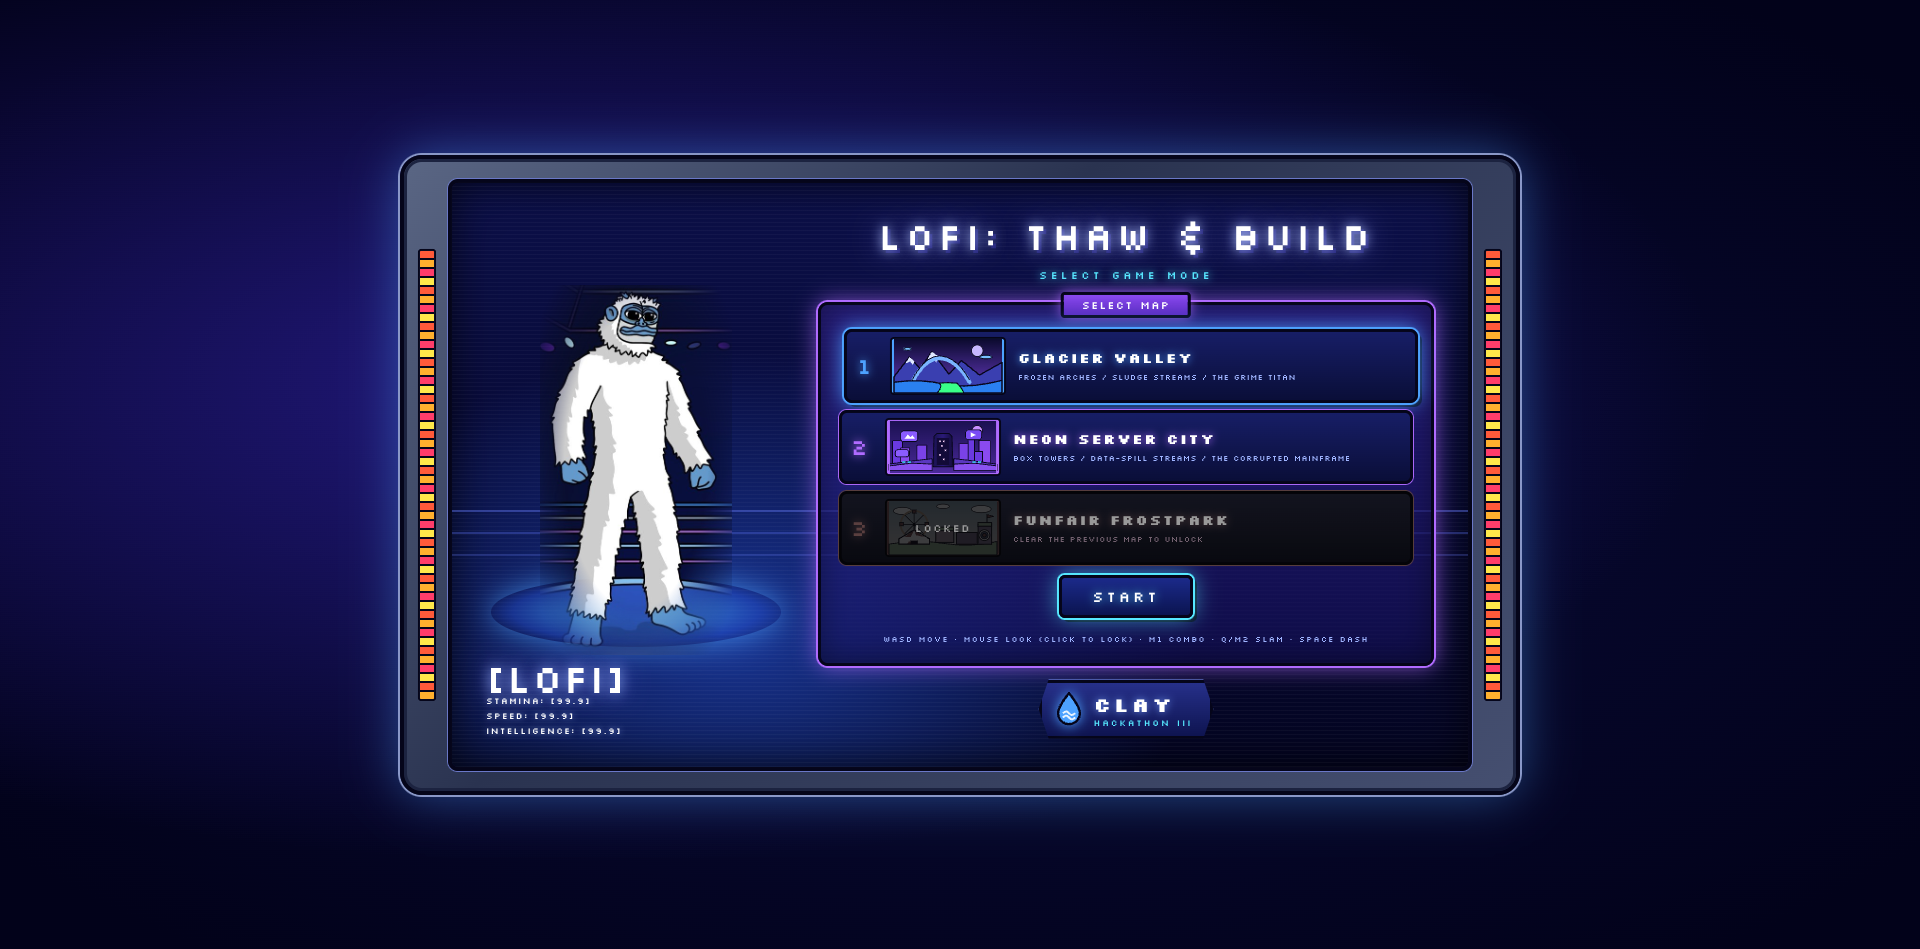 LOFI: THAW & BUILD
SELECT GAME MODE
SELECT MAP
1
GLACIER VALLEY
FROZEN ARCHES / SLUDGE STREAMS / THE GRIME TITAN
2
NEON SERVER CITY
BOX TOWERS / DATA-SPILL STREAMS / THE CORRUPTED MAINFRAME
3
LOCKED
FUNFAIR FROSTPARK
CLEAR THE PREVIOUS MAP TO UNLOCK
START
WASD MOVE · MOUSE LOOK (CLICK TO LOCK) · M1 COMBO · Q/M2 SLAM · SPACE DASH
[LOFI]
STAMINA: [99.9]
SPEED: [99.9]
INTELLIGENCE: [99.9]
CLAY
HACKATHON III